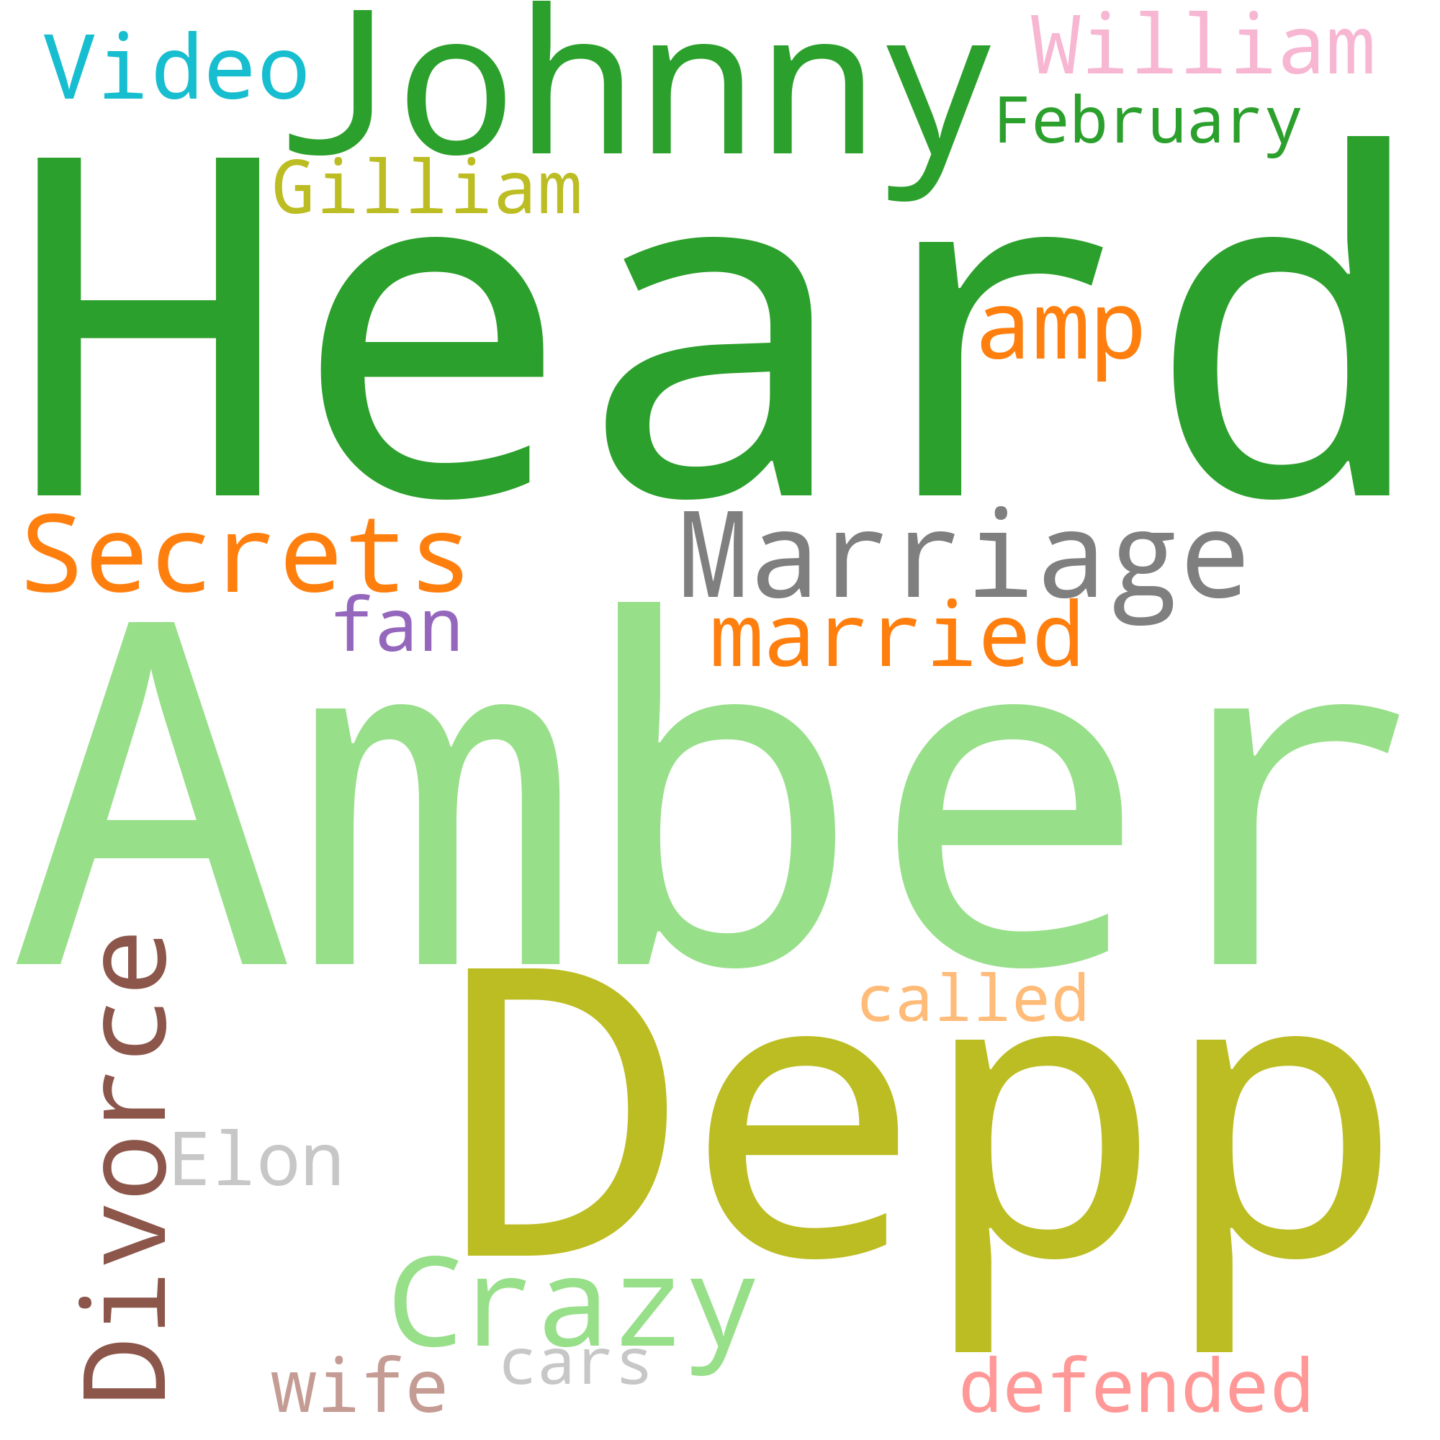 Video
Johnny
William
February
Gilliam
Heard
amp
Secrets
Marriage
fan
married
Amber
Divorce
Depp
called
Elon
Crazy
cars
wife
defended